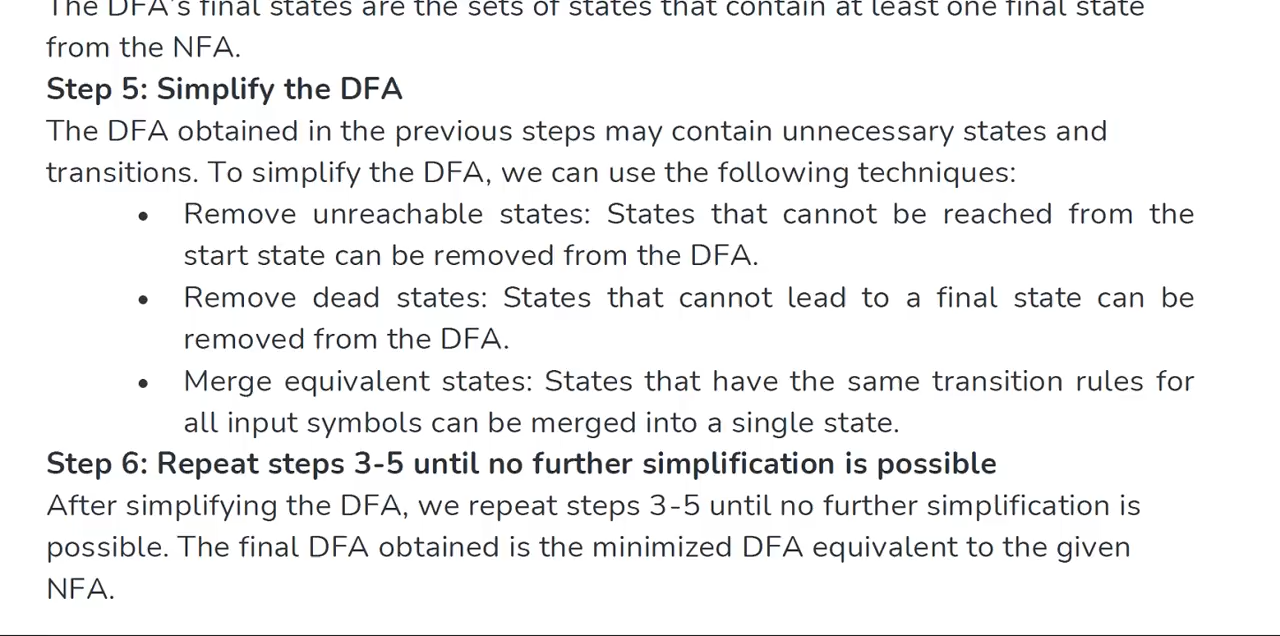 The DFA's final states are the sets of states that contain at least one final state
from the NFA.
Step 5: Simplify the DFA
The DFA obtained in the previous steps may contain unnecessary states and
transitions. To simplify the DFA, we can use the following techniques:
• Remove unreachable states: States that cannot be reached from the
start state can be removed from the DFA.
• Remove dead states: States that cannot lead to a final state can be
removed from the DFA.
• Merge equivalent states: States that have the same transition rules for
all input symbols can be merged into a single state.
Step 6: Repeat steps 3-5 until no further simplification is possible
After simplifying the DFA, we repeat steps 3-5 until no further simplification is
possible. The final DFA obtained is the minimized DFA equivalent to the given
NFA.